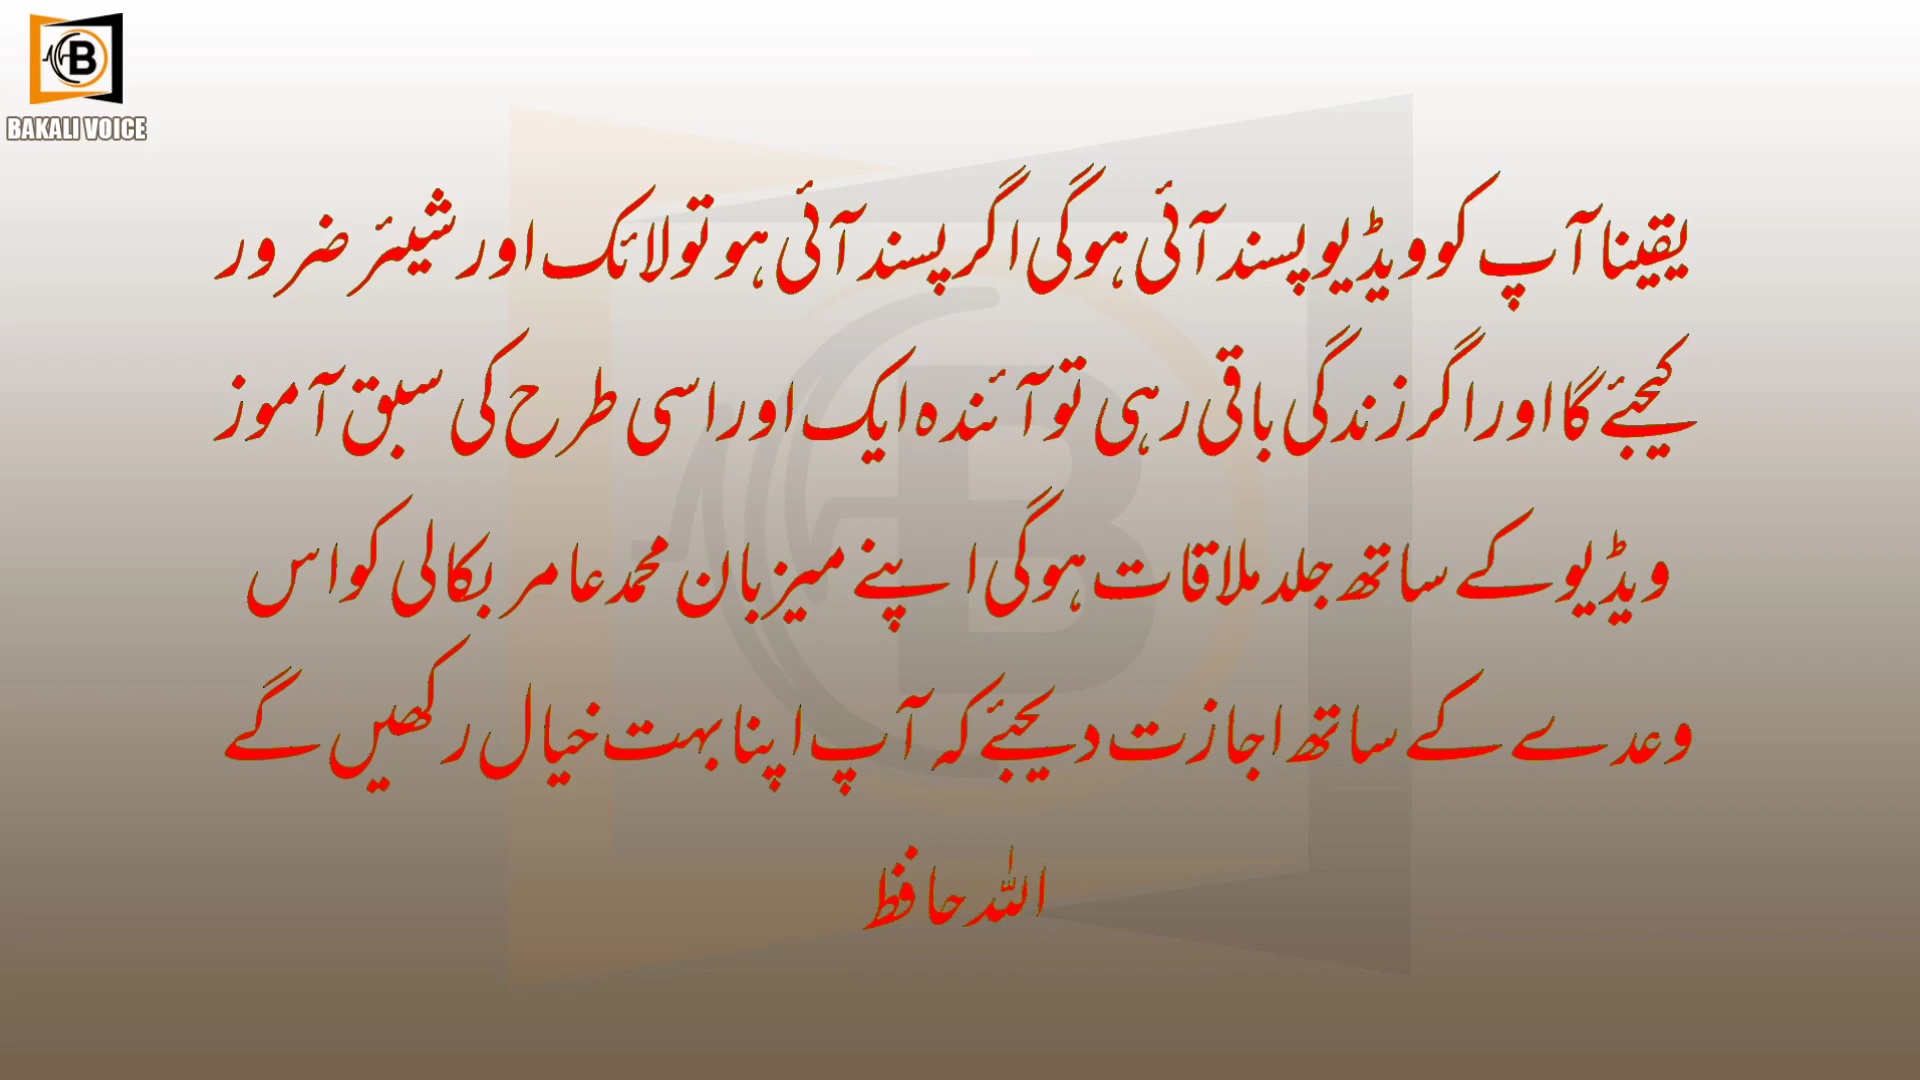 BAKALI VOICE
یقینا آپ کو ویڈیو پسند آئی ہوگی اگر پسند آئی ہو تو لائک اور شیئر ضرور
کیجئے گا اور اگر زندگی باقی رہی تو آئندہ ایک اور اسی طرح کی سبق آموز
ویڈیو کے ساتھ جلد ملاقات ہوگی اپنے میزبان محمد عامر بکالی کو اس
وعدے کے ساتھ اجازت دیجئے کہ آپ اپنا بہت خیال رکھیں گے
اللہ حافظ